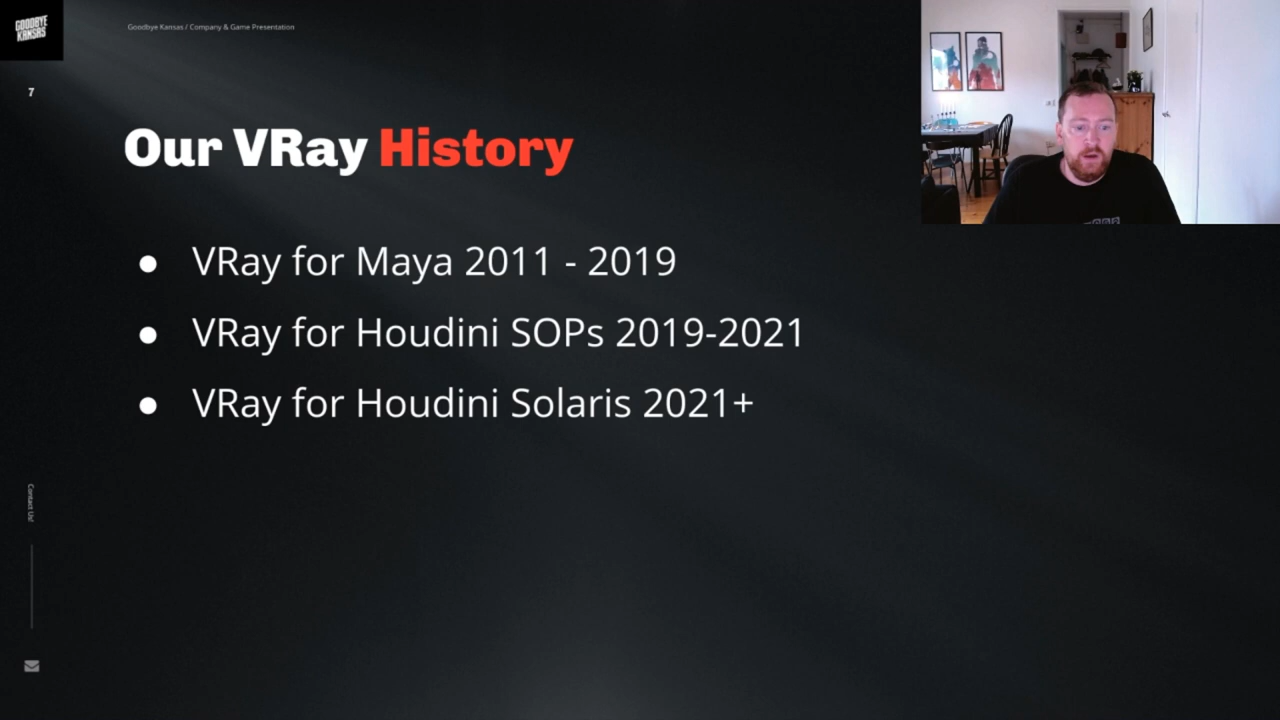 GOODBYE
KANSAS
Goodbye Kansas / Company & Game Presentation
7
Our VRay History
● VRay for Maya 2011 - 2019
● VRay for Houdini SOPs 2019-2021
● VRay for Houdini Solaris 2021+
Contact Us!